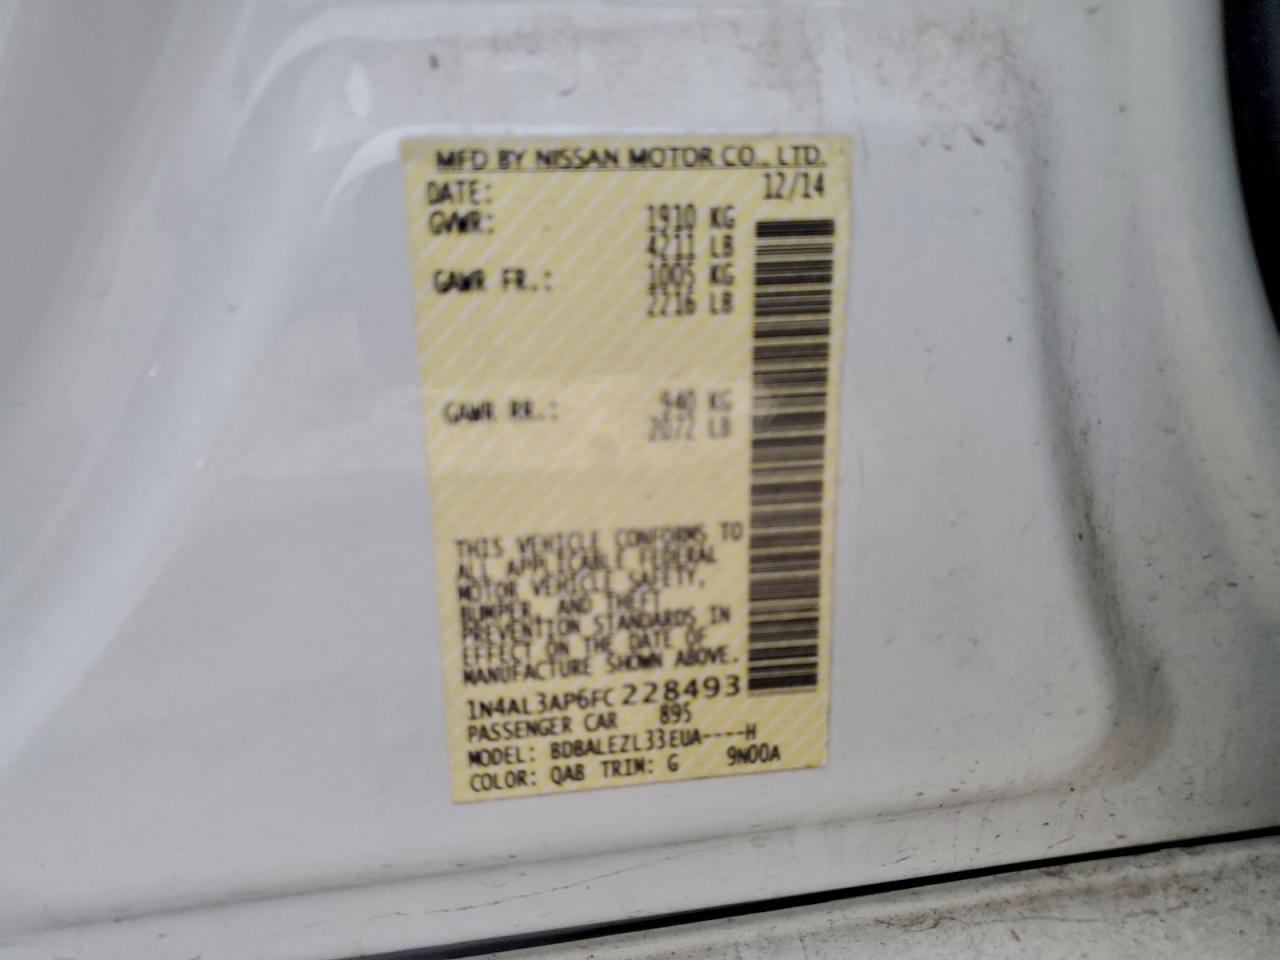 MFD BY NISSAN MOTOR CO., LTD.
DATE: 12/14
GVWR: 1910 KG
4211 LB
GAWR FR.: 1005 KG
2216 LB
GAWR RR.: 940 KG
2072 LB
THIS VEHICLE CONFORMS TO
ALL APPLICABLE FEDERAL
MOTOR VEHICLE SAFETY,
BUMPER, AND THEFT
PREVENTION STANDARDS IN
EFFECT ON THE DATE OF
MANUFACTURE SHOWN ABOVE.
1N4AL3AP6FC228493
PASSENGER CAR 895
MODEL: BDBALEZL33EUA----H
COLOR: QAB TRIM: G 9N00A